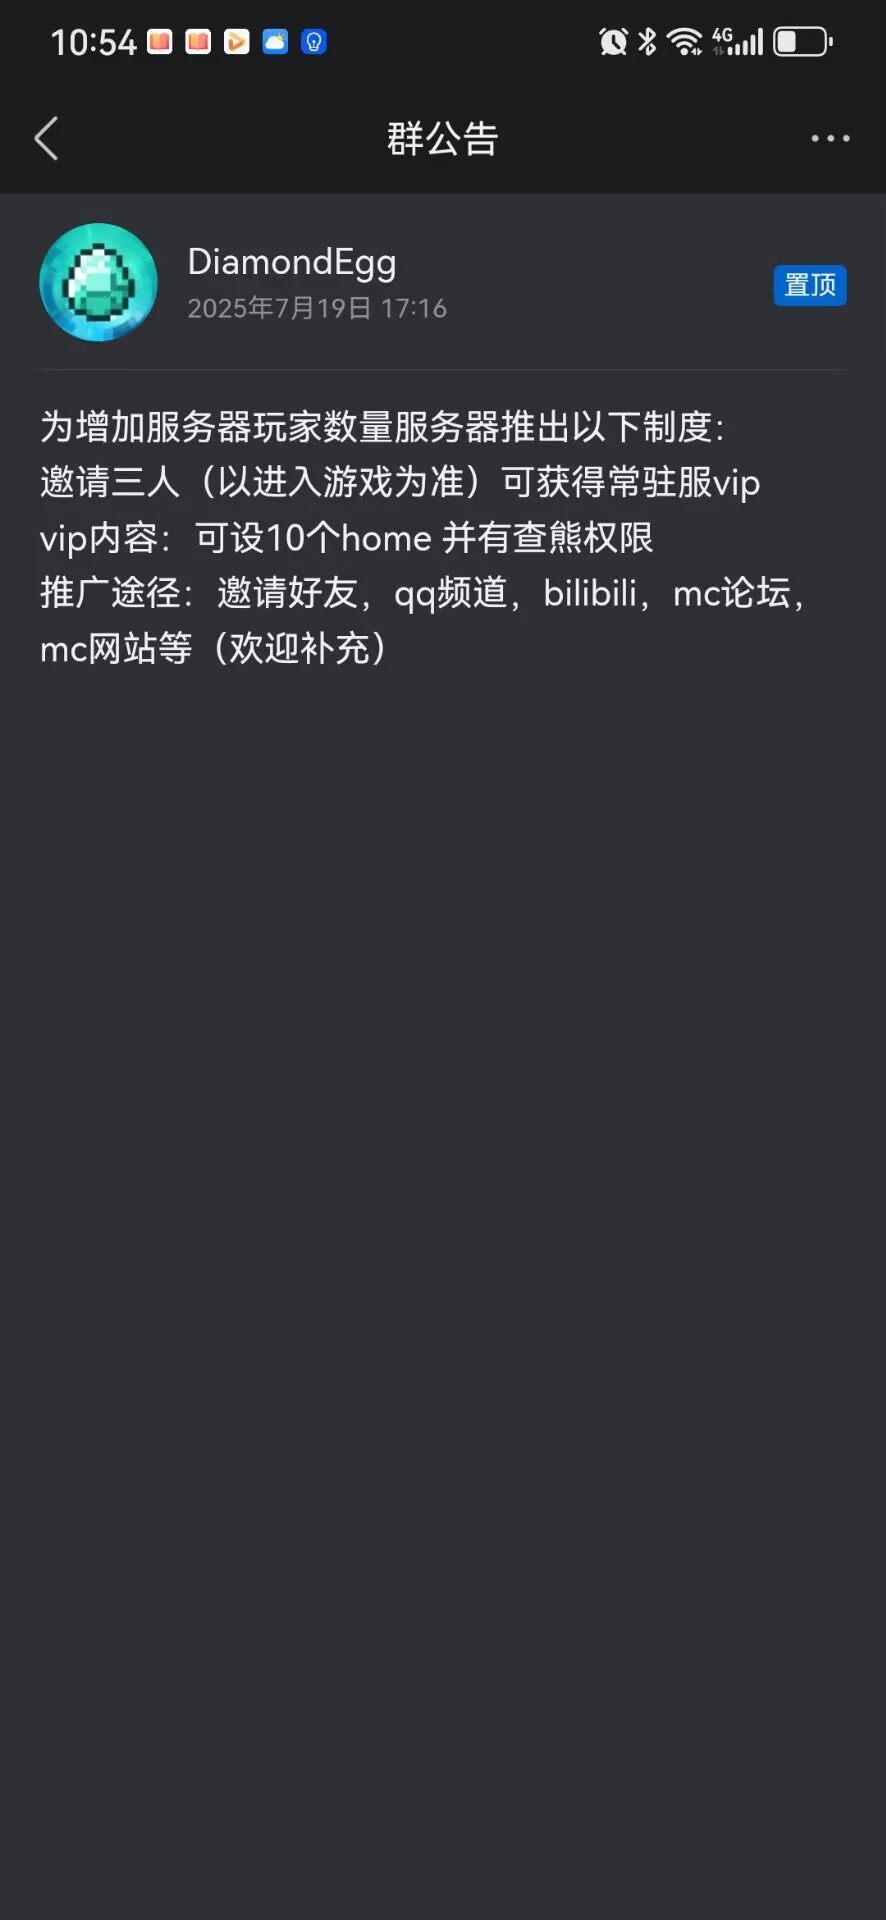 10:54
4G
群公告
DiamondEgg
2025年7月19日 17:16
置顶
为增加服务器玩家数量服务器推出以下制度：
邀请三人（以进入游戏为准）可获得常驻服vip
vip内容：可设10个home 并有查熊权限
推广途径：邀请好友，qq频道，bilibili，mc论坛，
mc网站等（欢迎补充）